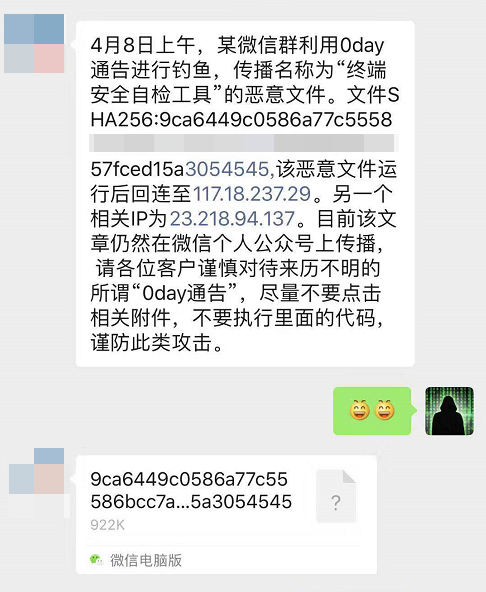 4月8日上午，某微信群利用0day
通告进行钓鱼，传播名称为“终端
安全自检工具”的恶意文件。文件S
HA256:9ca6449c0586a77c5558
57fced15a3054545,该恶意文件运
行后回连至117.18.237.29。另一个
相关IP为23.218.94.137。目前该文
章仍然在微信个人公众号上传播，
请各位客户谨慎对待来历不明的
所谓“0day通告”，尽量不要点击
相关附件，不要执行里面的代码，
谨防此类攻击。
9ca6449c0586a77c55
586bcc7a...5a3054545
?
922K
微信电脑版